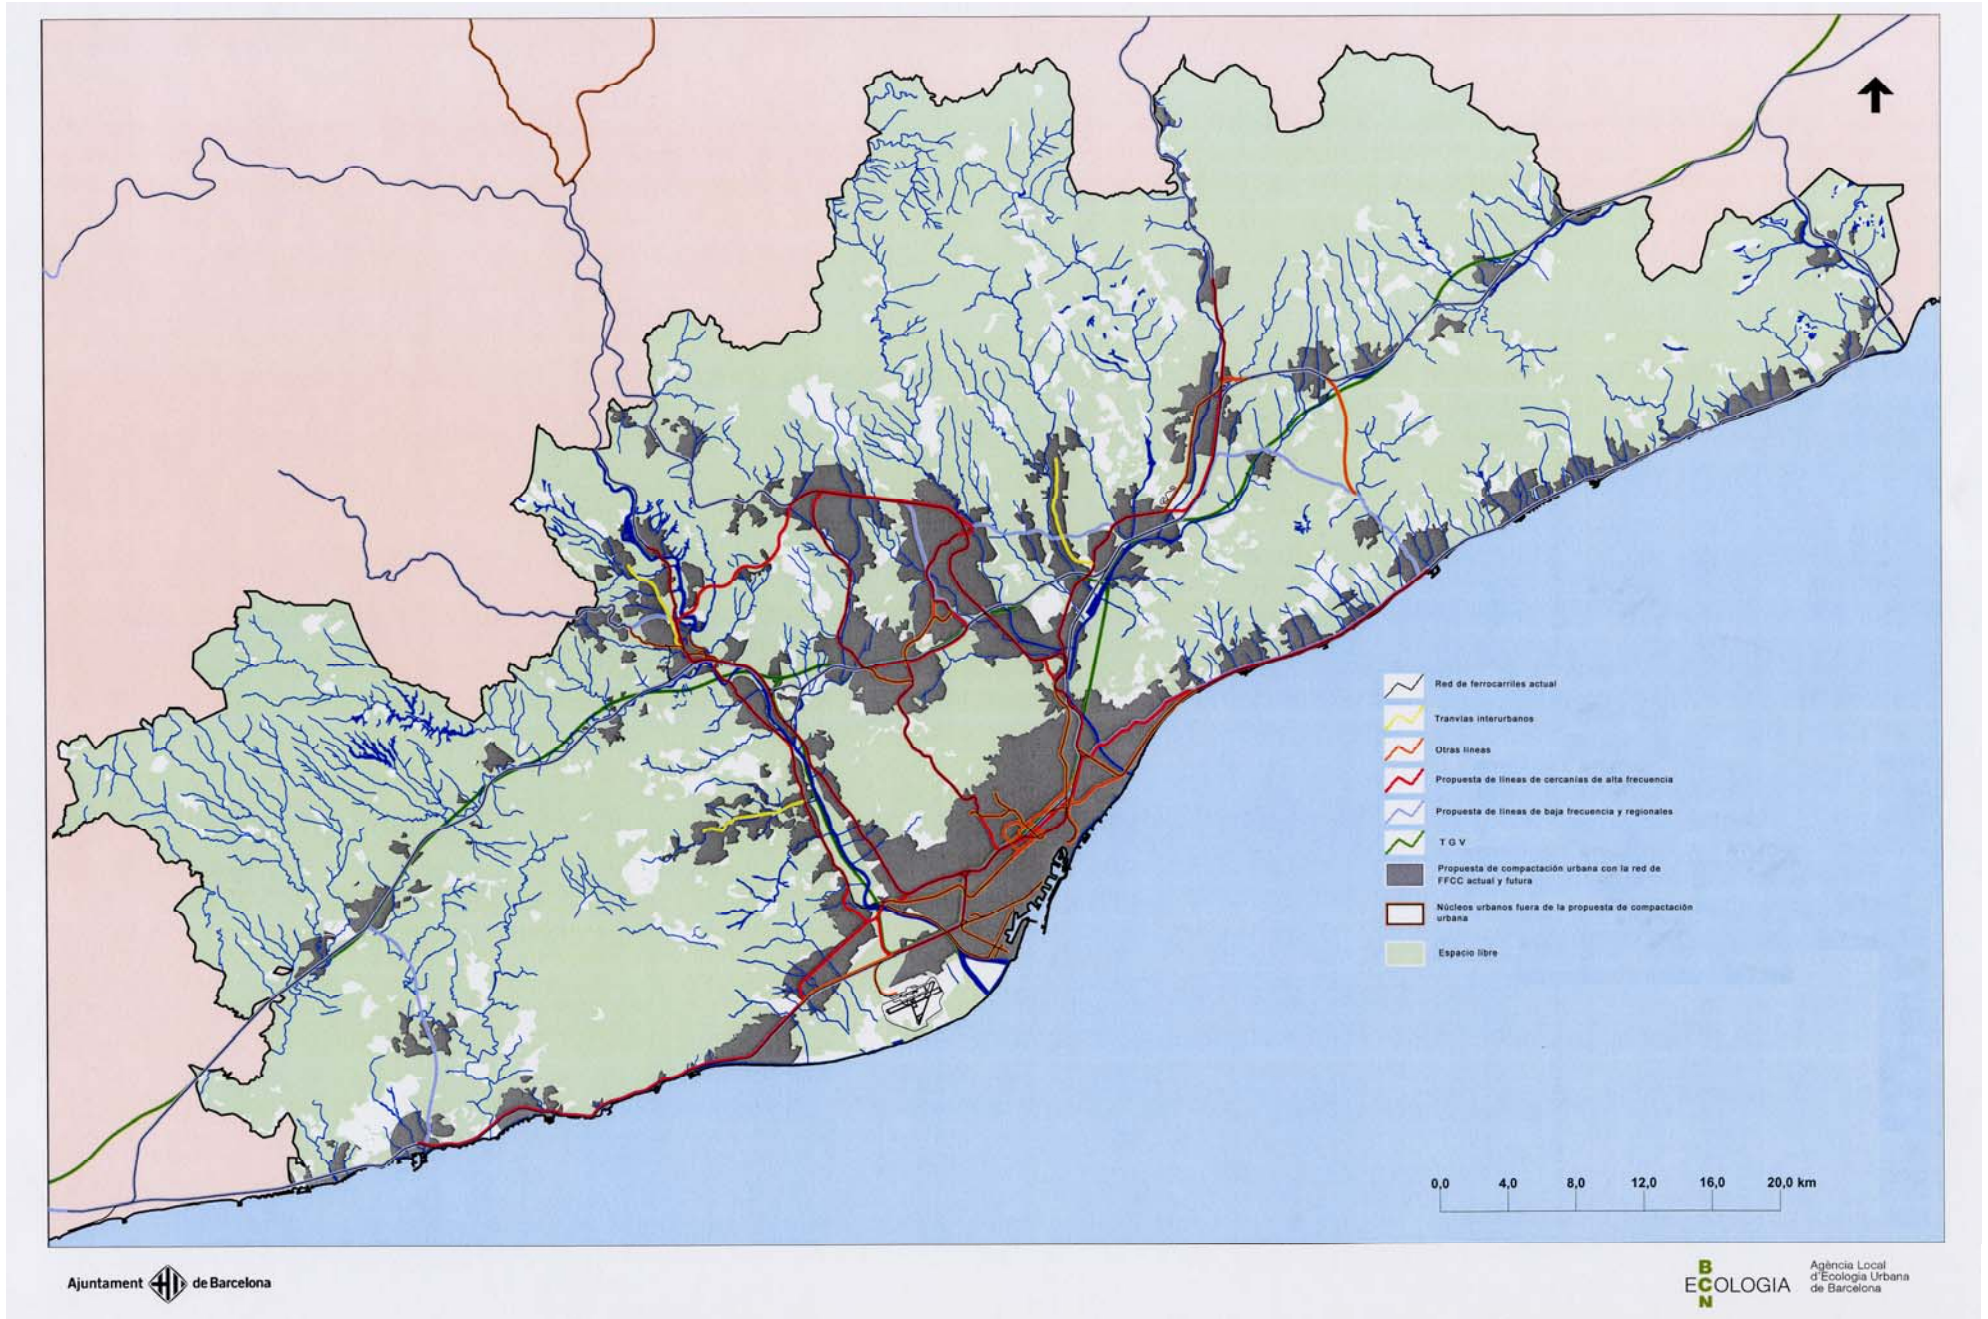 Red de ferrocarriles actual
Tranvías interurbanos
Otras líneas
Propuesta de líneas de cercanías de alta frecuencia
Propuesta de líneas de baja frecuencia y regionales
T G V
Propuesta de compactación urbana con la red de
FFCC actual y futura
Núcleos urbanos fuera de la propuesta de compactación
urbana
Espacio libre
0,0 4,0 8,0 12,0 16,0 20,0 km
Ajuntament de Barcelona
BCN
ECOLOGIA
Agència Local
d'Ecologia Urbana
de Barcelona